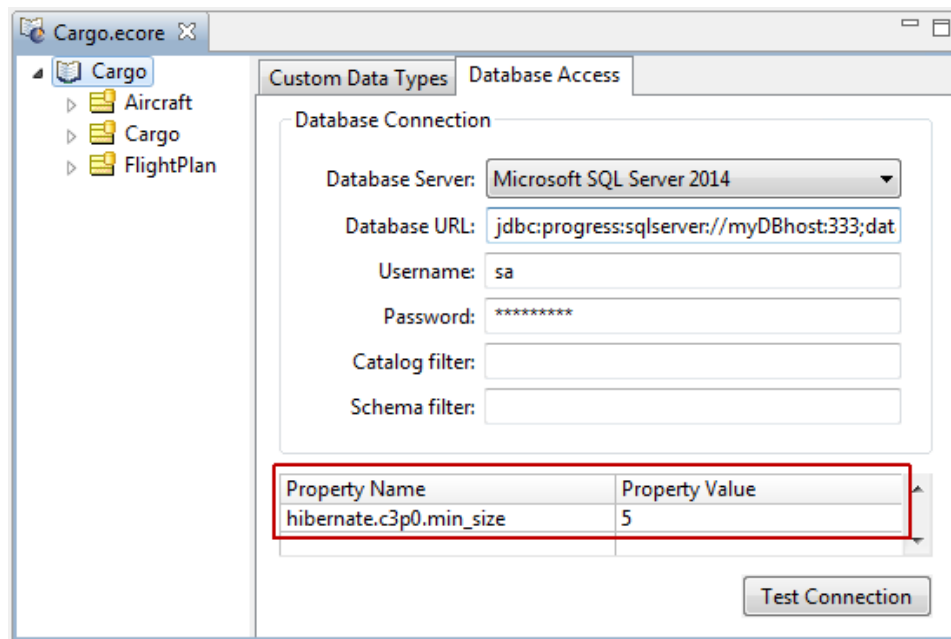 Cargo.ecore
Cargo
Aircraft
Cargo
FlightPlan
Custom Data Types Database Access
Database Connection
Database Server: Microsoft SQL Server 2014
Database URL: jdbc:progress:sqlserver://myDBhost:333;dat
Username: sa
Password: *********
Catalog filter:
Schema filter:
Property Name Property Value
hibernate.c3p0.min_size 5
Test Connection